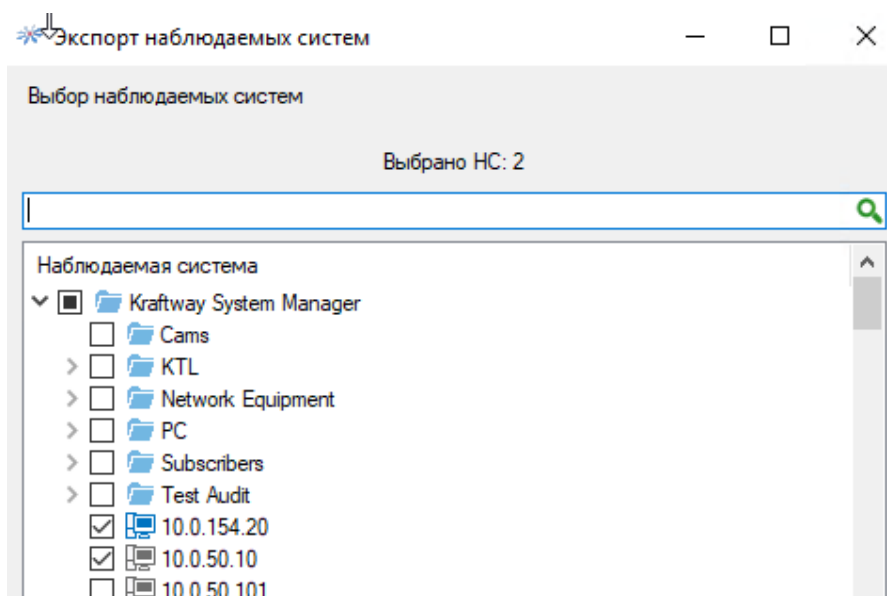 Экспорт наблюдаемых систем
Выбор наблюдаемых систем
Выбрано НС: 2
Наблюдаемая система
Kraftway System Manager
Cams
KTL
Network Equipment
PC
Subscribers
Test Audit
10.0.154.20
10.0.50.10
10.0.50.101